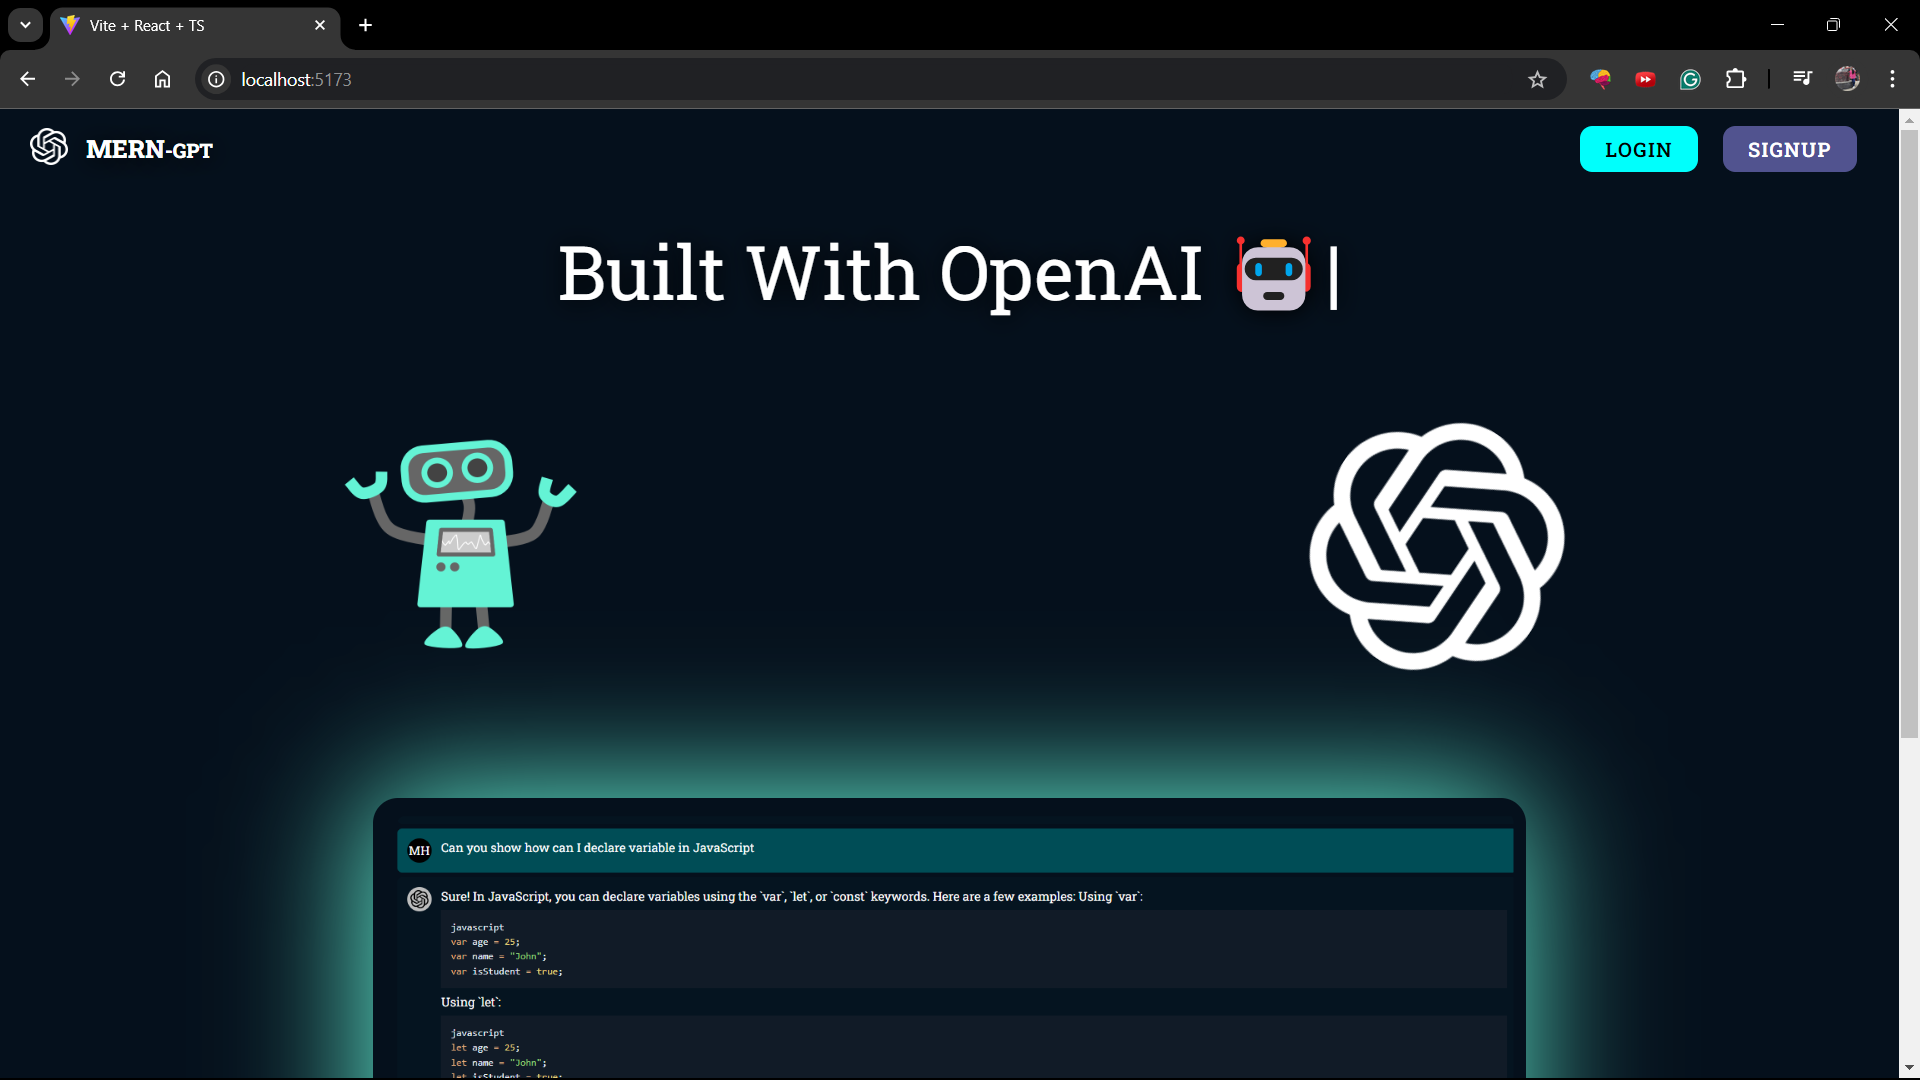 Vite + React + TS
localhost:5173
MERN-GPT
LOGIN
SIGNUP
Built With OpenAI 🤖|
MH
Can you show how can I declare variable in JavaScript
Sure! In JavaScript, you can declare variables using the `var`, `let`, or `const` keywords. Here are a few examples: Using `var`:
javascript
var age = 25;
var name = "John";
var isStudent = true;
Using `let`:
javascript
let age = 25;
let name = "John";
let isStudent = true;